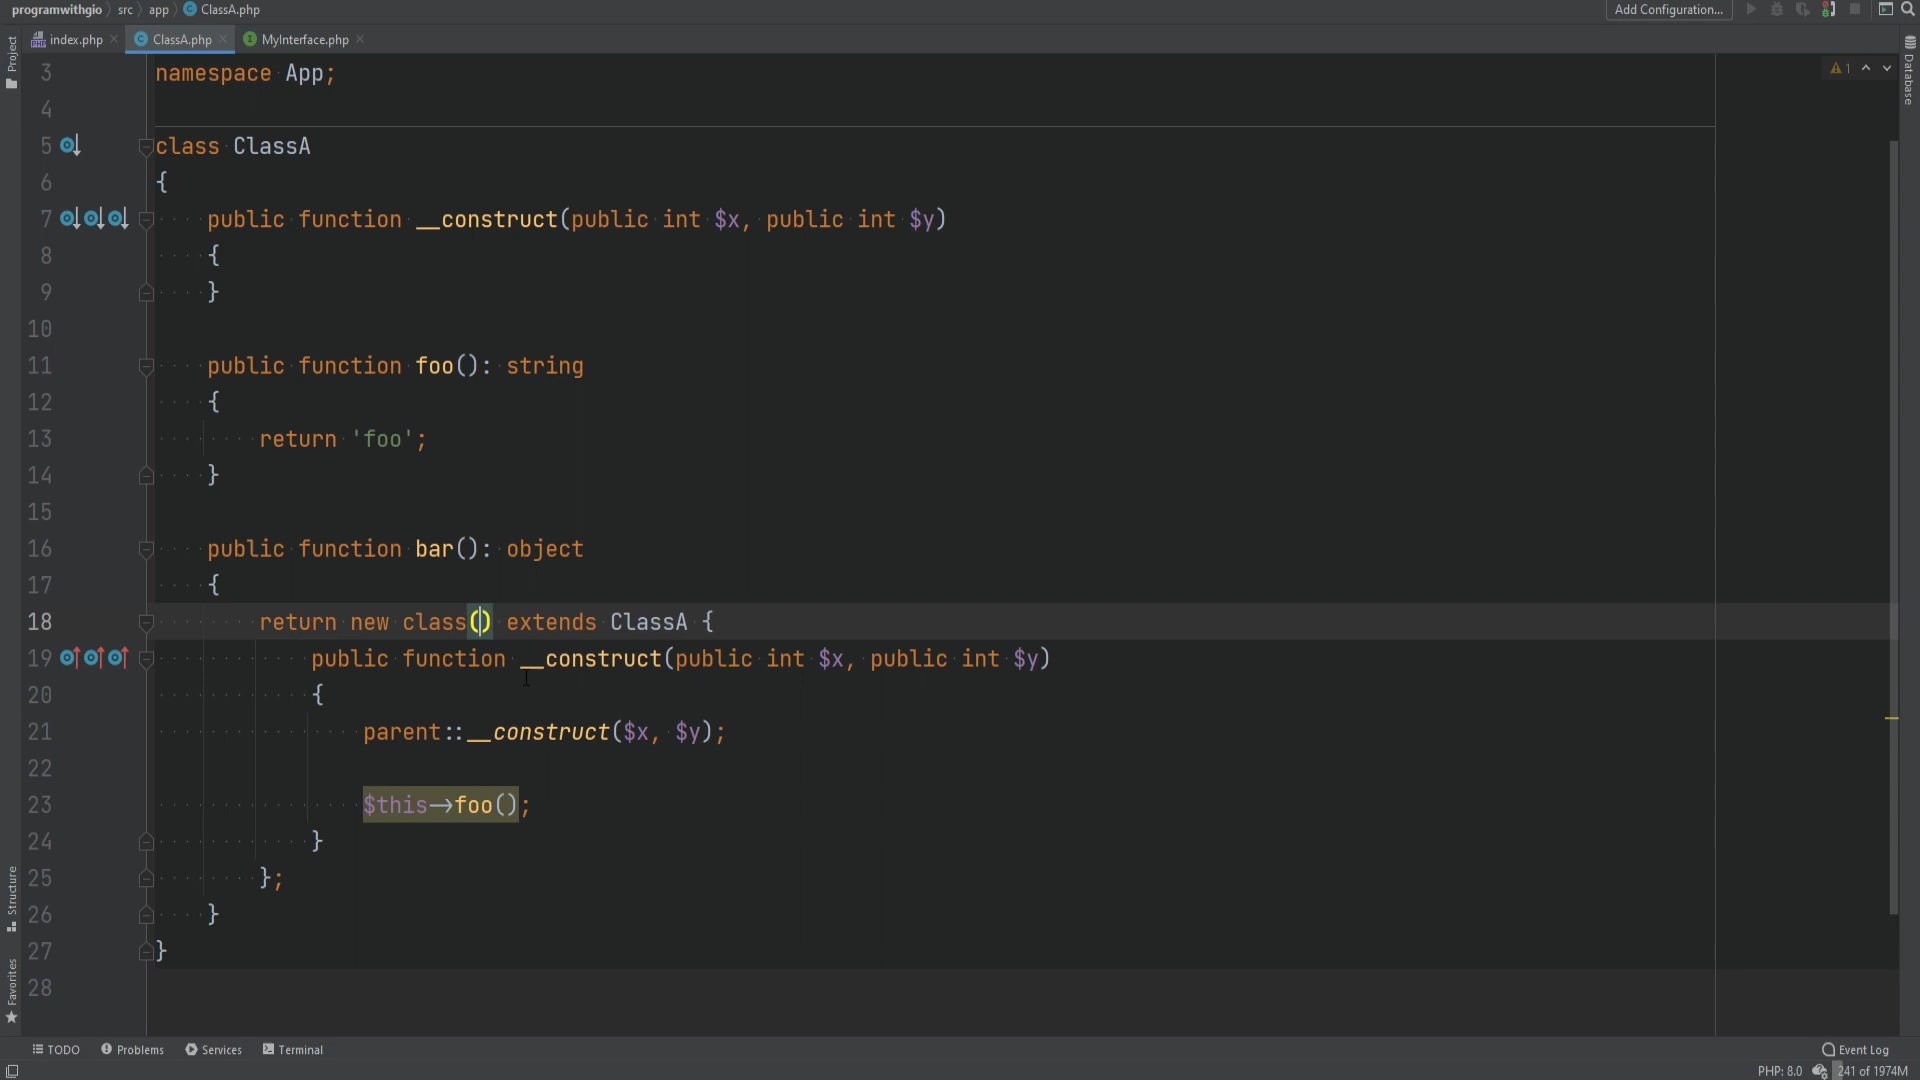 programwithgio src app ClassA.php
Add Configuration...
index.php ClassA.php MyInterface.php
Project
Database
1
3 namespace App;
4
5 class ClassA
6 {
7 public function __construct(public int $x, public int $y)
8 {
9 }
10
11 public function foo(): string
12 {
13 return 'foo';
14 }
15
16 public function bar(): object
17 {
18 return new class() extends ClassA {
19 public function __construct(public int $x, public int $y)
20 {
21 parent::__construct($x, $y);
22
23 $this->foo();
24 }
25 };
26 }
27 }
28
Structure
Favorites
TODO Problems Services Terminal
Event Log
PHP: 8.0 241 of 1974M